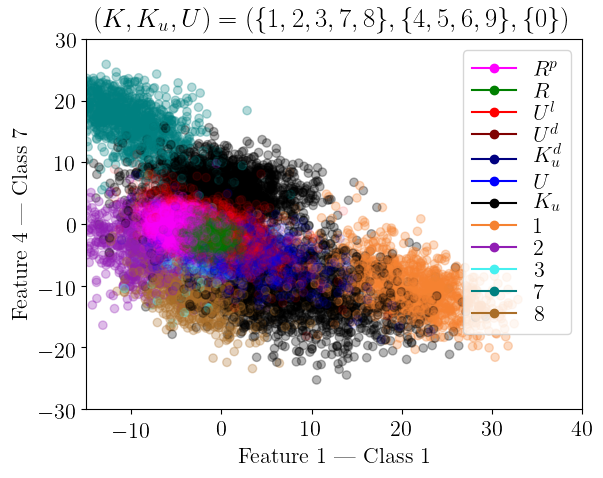 (K, K_u, U) = ({1, 2, 3, 7, 8}, {4, 5, 6, 9}, {0})
30
20
10
0
−10
−20
−30
Feature 4 — Class 7
R^p
R
U^l
U^d
K_u^d
U
K_u
1
2
3
7
8
−10
0
10
20
30
40
Feature 1 — Class 1